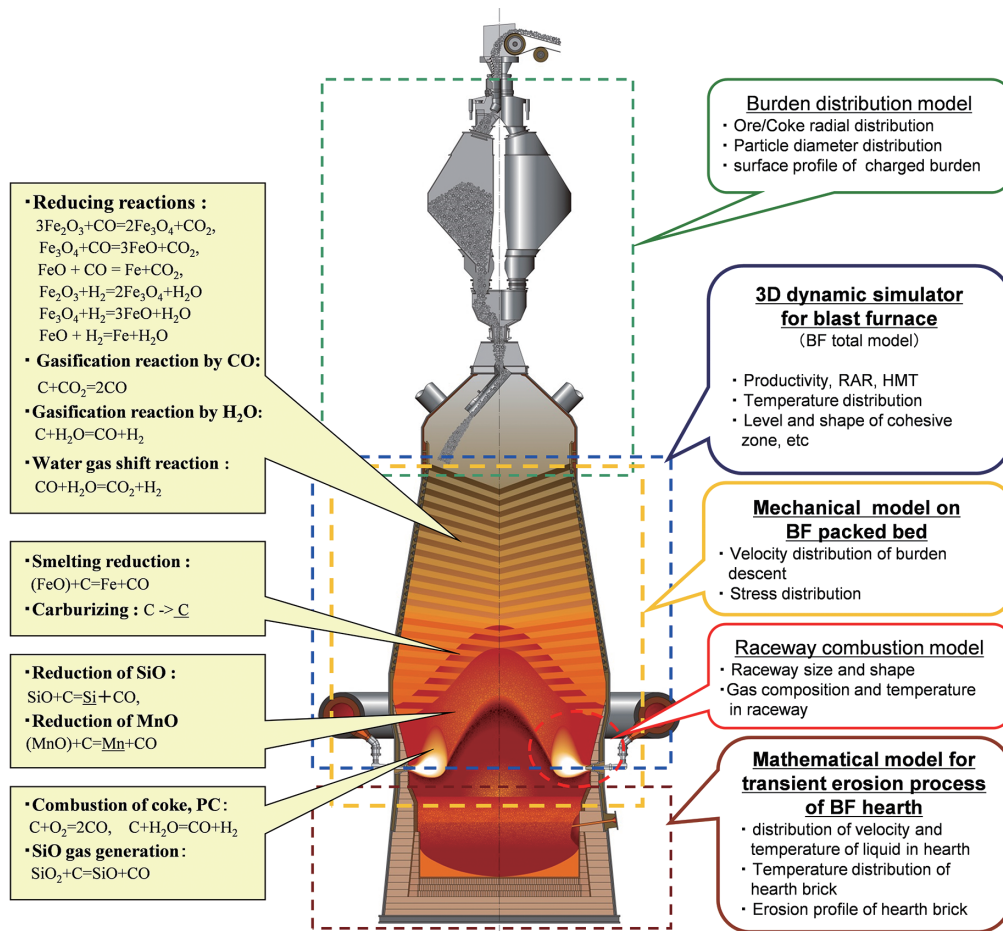 ・Reducing reactions :
3Fe₂O₃+CO=2Fe₃O₄+CO₂,
Fe₃O₄+CO=3FeO+CO₂,
FeO + CO = Fe+CO₂,
Fe₂O₃+H₂=2Fe₃O₄+H₂O
Fe₃O₄+H₂=3FeO+H₂O
FeO + H₂=Fe+H₂O
・Gasification reaction by CO:
C+CO₂=2CO
・Gasification reaction by H₂O:
C+H₂O=CO+H₂
・Water gas shift reaction :
CO+H₂O=CO₂+H₂
・Smelting reduction :
(FeO)+C=Fe+CO
・Carburizing : C -> C
・Reduction of SiO :
SiO+C=Si+CO,
・Reduction of MnO
(MnO)+C=Mn+CO
・Combustion of coke, PC:
C+O₂=2CO, C+H₂O=CO+H₂
・SiO gas generation:
SiO₂+C=SiO+CO
Burden distribution model
・Ore/Coke radial distribution
・Particle diameter distribution
・surface profile of charged burden
3D dynamic simulator
for blast furnace
(BF total model)
・Productivity, RAR, HMT
・Temperature distribution
・Level and shape of cohesive
zone, etc
Mechanical model on
BF packed bed
・Velocity distribution of burden
descent
・Stress distribution
Raceway combustion model
・Raceway size and shape
・Gas composition and temperature
in raceway
Mathematical model for
transient erosion process
of BF hearth
・distribution of velocity and
temperature of liquid in hearth
・Temperature distribution of
hearth brick
・Erosion profile of hearth brick